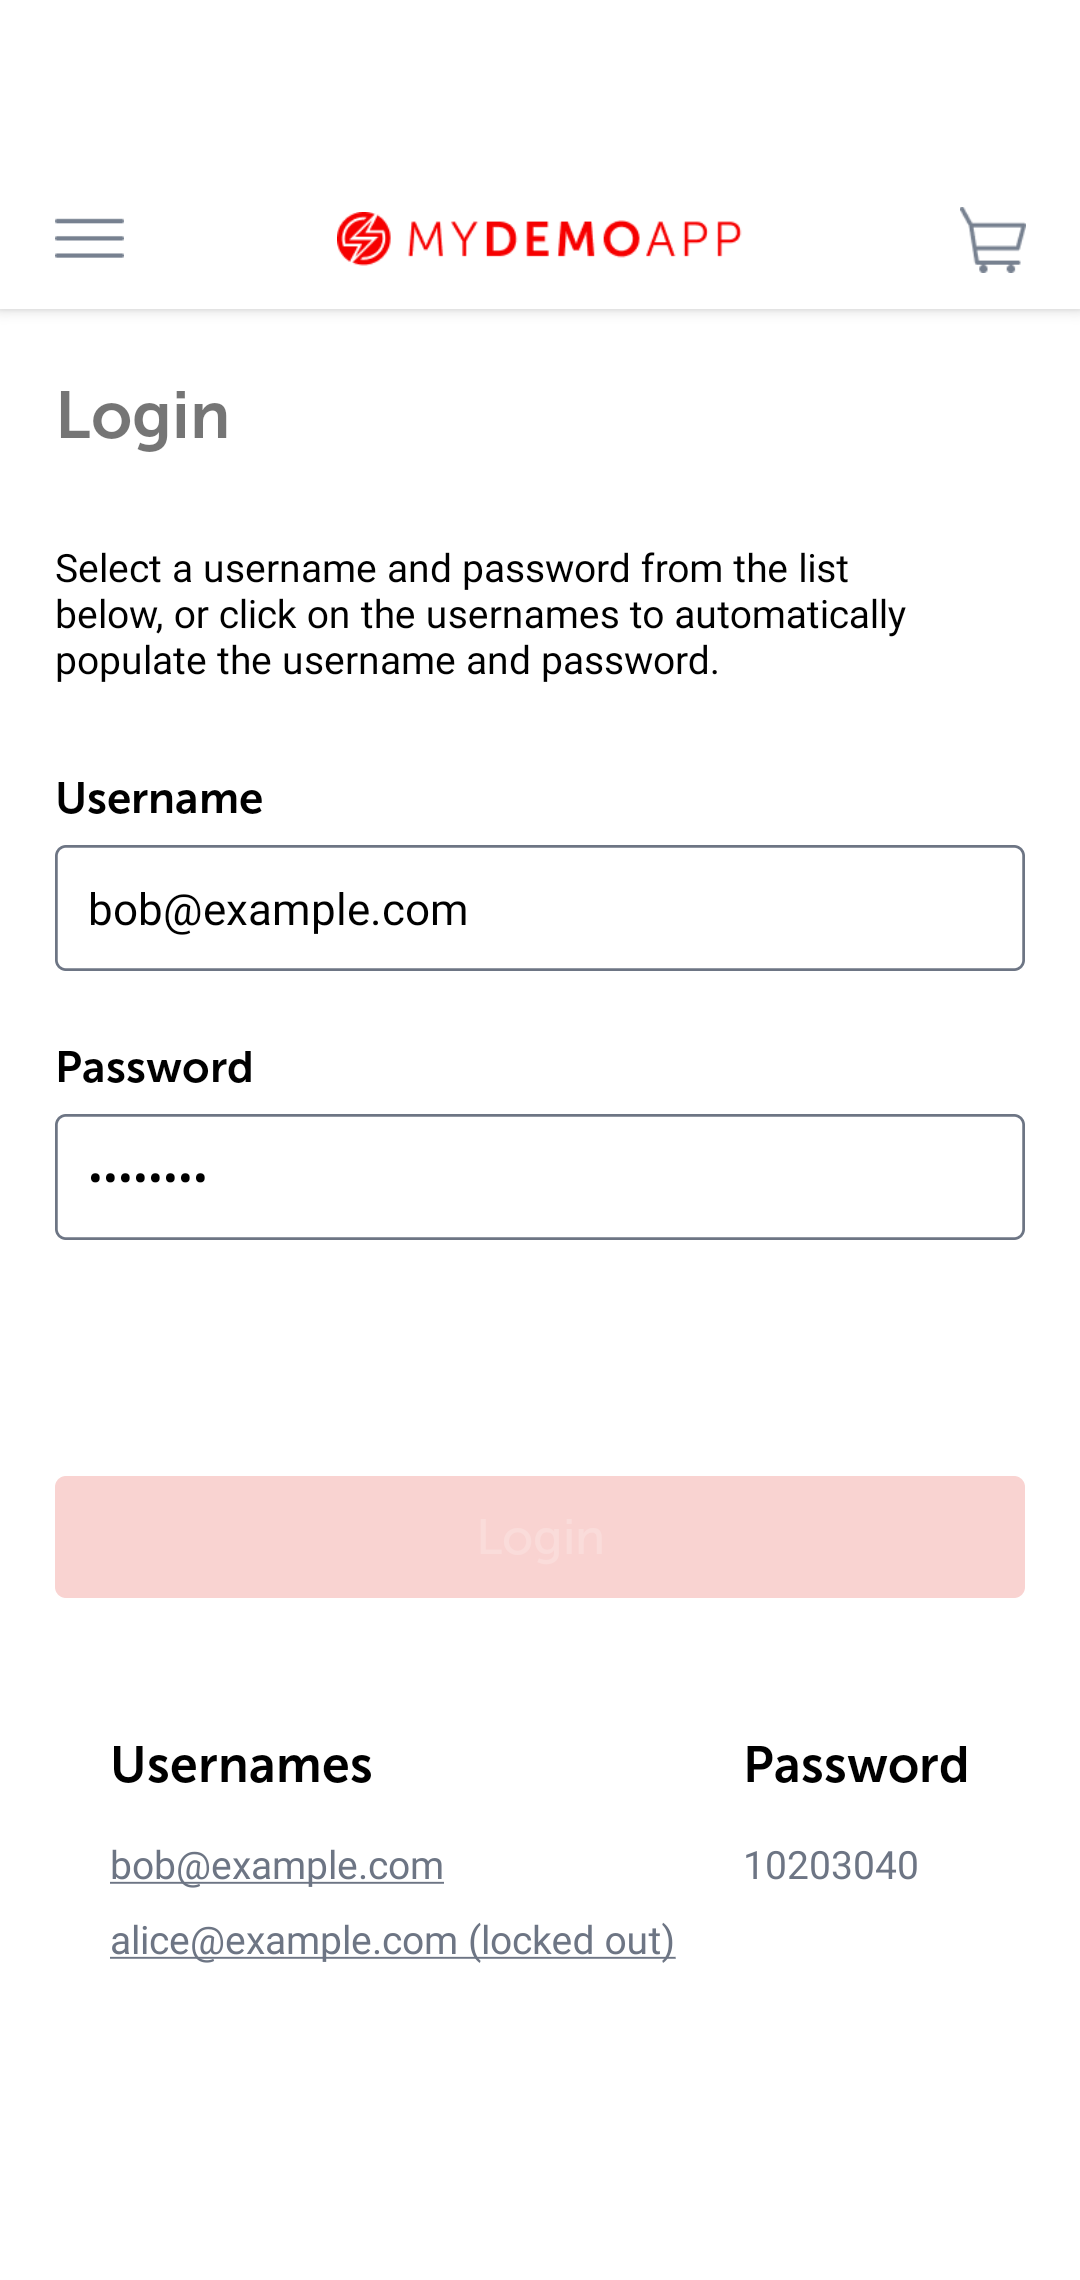 MYDEMOAPP
Login
Select a username and password from the list
below, or click on the usernames to automatically
populate the username and password.
Username
bob@example.com
Password
••••••••
Login
Usernames Password
bob@example.com 10203040
alice@example.com (locked out)